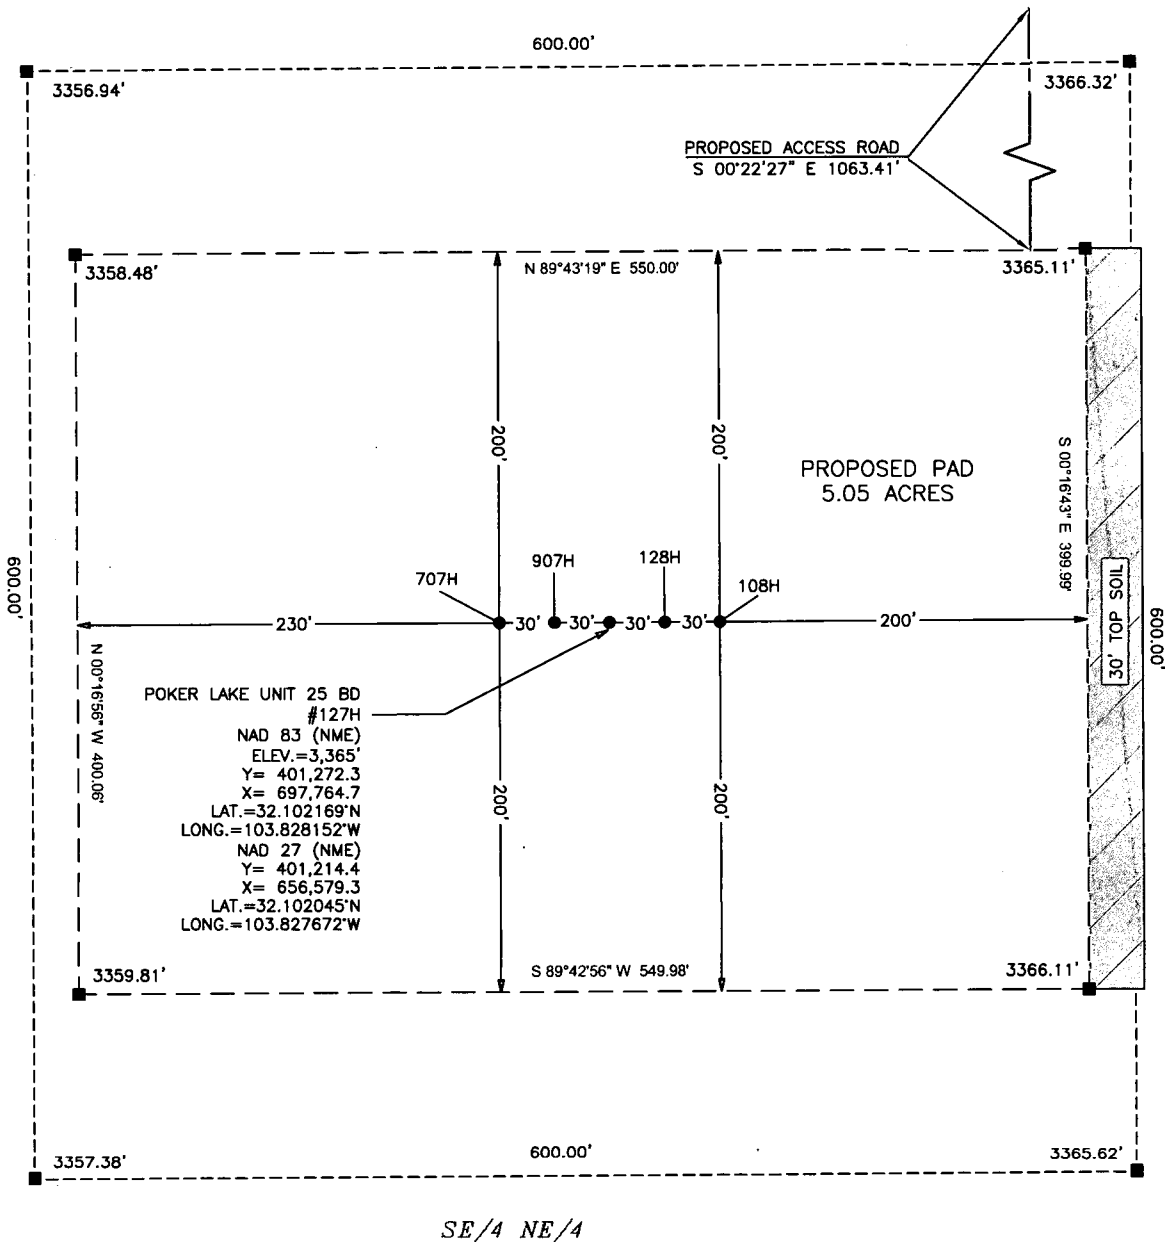 600.00'
3356.94'
3366.32'
PROPOSED ACCESS ROAD
S 00°22'27" E 1063.41'
3358.48'
N 89°43'19" E 550.00'
3365.11'
200'
200'
PROPOSED PAD
5.05 ACRES
S 00°16'43" E 399.99'
30' TOP SOIL
600.00'
600.00'
707H
907H
128H
108H
230'
30'
30'
30'
30'
200'
N 00°16'56" W 400.06'
POKER LAKE UNIT 25 BD
#127H
NAD 83 (NME)
ELEV.=3,365'
Y= 401,272.3
X= 697,764.7
LAT.=32.102169°N
LONG.=103.828152°W
NAD 27 (NME)
Y= 401,214.4
X= 656,579.3
LAT.=32.102045°N
LONG.=103.827672°W
200'
200'
3359.81'
S 89°42'56" W 549.98'
3366.11'
3357.38'
600.00'
3365.62'
SE/4 NE/4